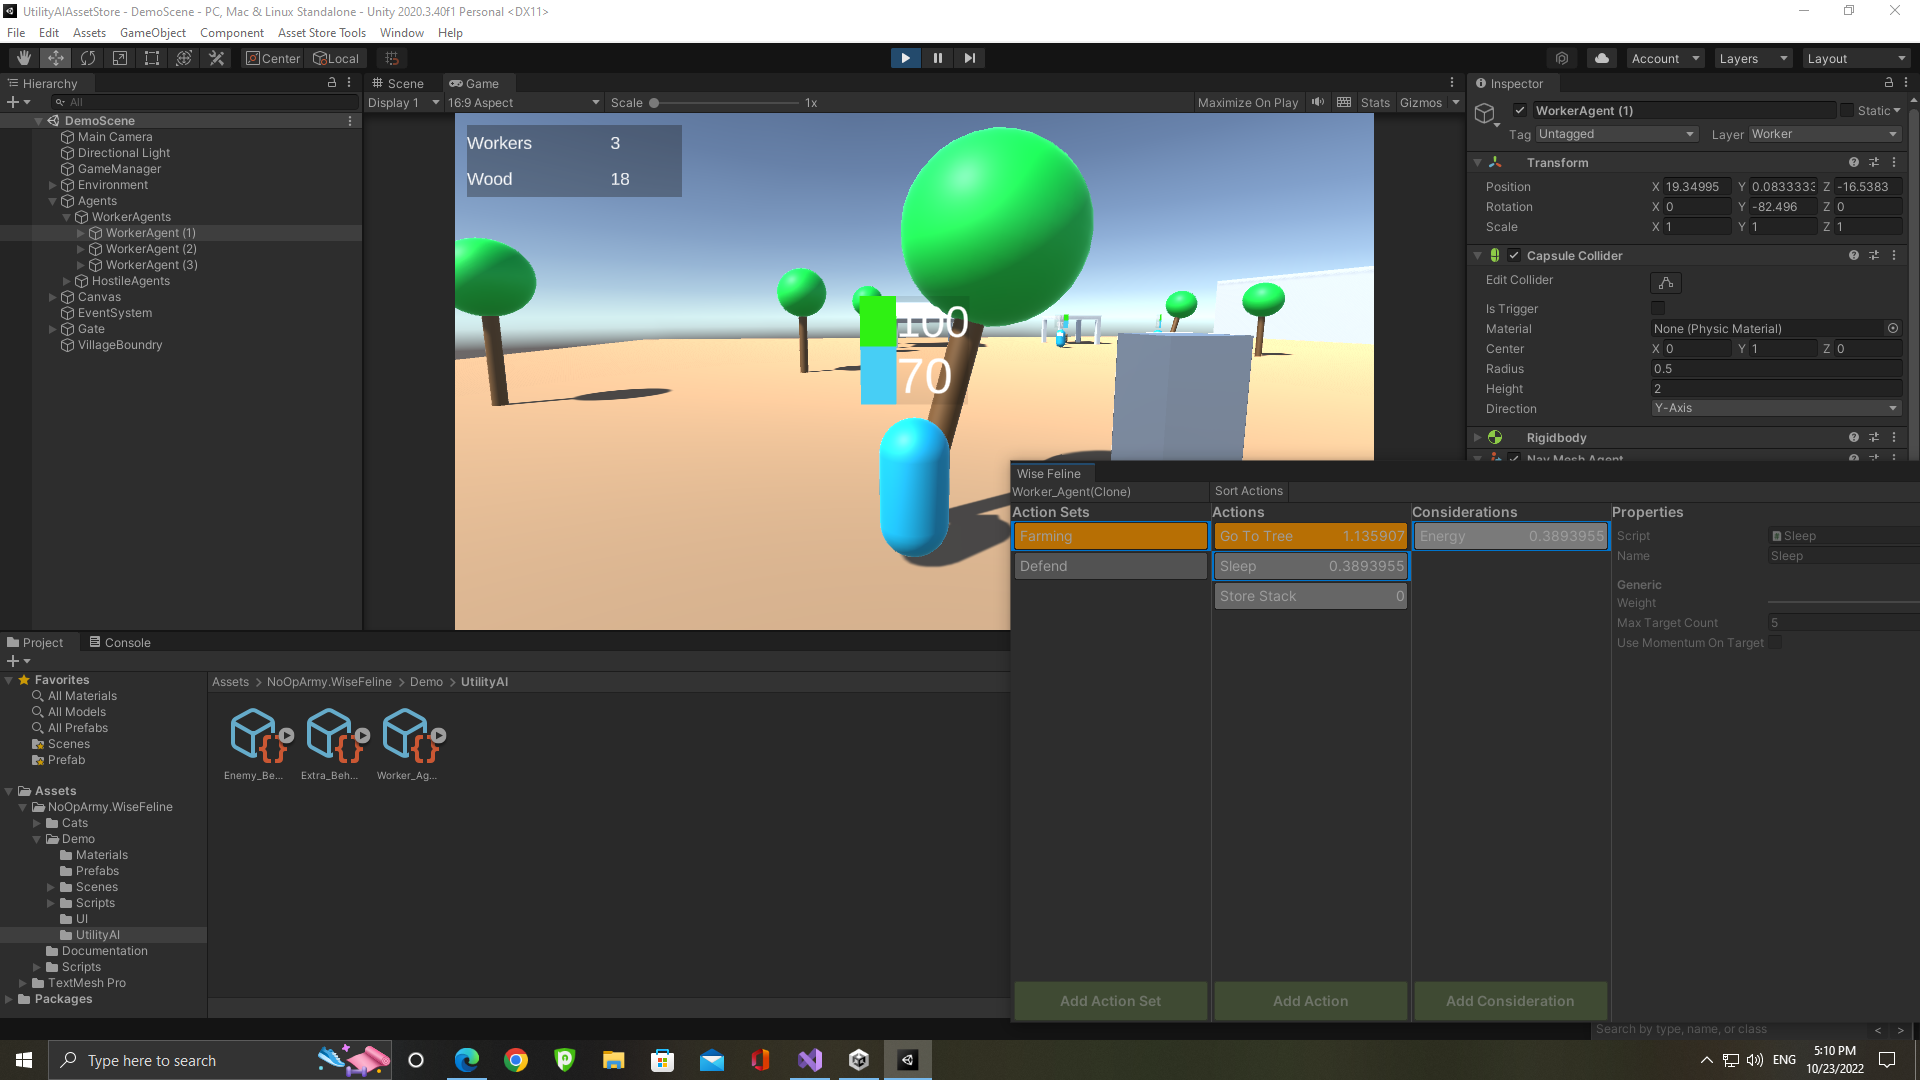 UtilityAIAssetStore - DemoScene - PC, Mac & Linux Standalone - Unity 2020.3.40f1 Personal <DX11>
File Edit Assets GameObject Component Asset Store Tools Window Help
Center Local Account Layers Layout
Hierarchy
All
DemoScene
Main Camera
Directional Light
GameManager
Environment
Agents
WorkerAgents
WorkerAgent (1)
WorkerAgent (2)
WorkerAgent (3)
HostileAgents
Canvas
EventSystem
Gate
VillageBoundry
Scene Game
Display 1 16:9 Aspect Scale 1x Maximize On Play Stats Gizmos
Workers 3
Wood 18
100
70
Inspector
WorkerAgent (1) Static
Tag Untagged Layer Worker
Transform
Position X 19.34995 Y 0.0833333 Z -16.5383
Rotation X 0 Y -82.496 Z 0
Scale X 1 Y 1 Z 1
Capsule Collider
Edit Collider
Is Trigger
Material None (Physic Material)
Center X 0 Y 1 Z 0
Radius 0.5
Height 2
Direction Y-Axis
Rigidbody
Nav Mesh Agent
Wise Feline
Worker_Agent(Clone) Sort Actions
Action Sets Actions Considerations Properties
Farming Go To Tree 1.135907 Energy 0.3893955
Defend Sleep 0.3893955
Store Stack 0
Script Sleep
Name Sleep
Generic
Weight
Max Target Count 5
Use Momentum On Target
Add Action Set Add Action Add Consideration
Search by type, name, or class < >
Project Console
Favorites
All Materials
All Models
All Prefabs
Scenes
Prefab
Assets
NoOpArmy.WiseFeline
Cats
Demo
Materials
Prefabs
Scenes
Scripts
UI
UtilityAI
Documentation
Scripts
TextMesh Pro
Packages
Assets > NoOpArmy.WiseFeline > Demo > UtilityAI
Enemy_Be... Extra_Beh... Worker_Ag...
Type here to search
ENG
5:10 PM
10/23/2022